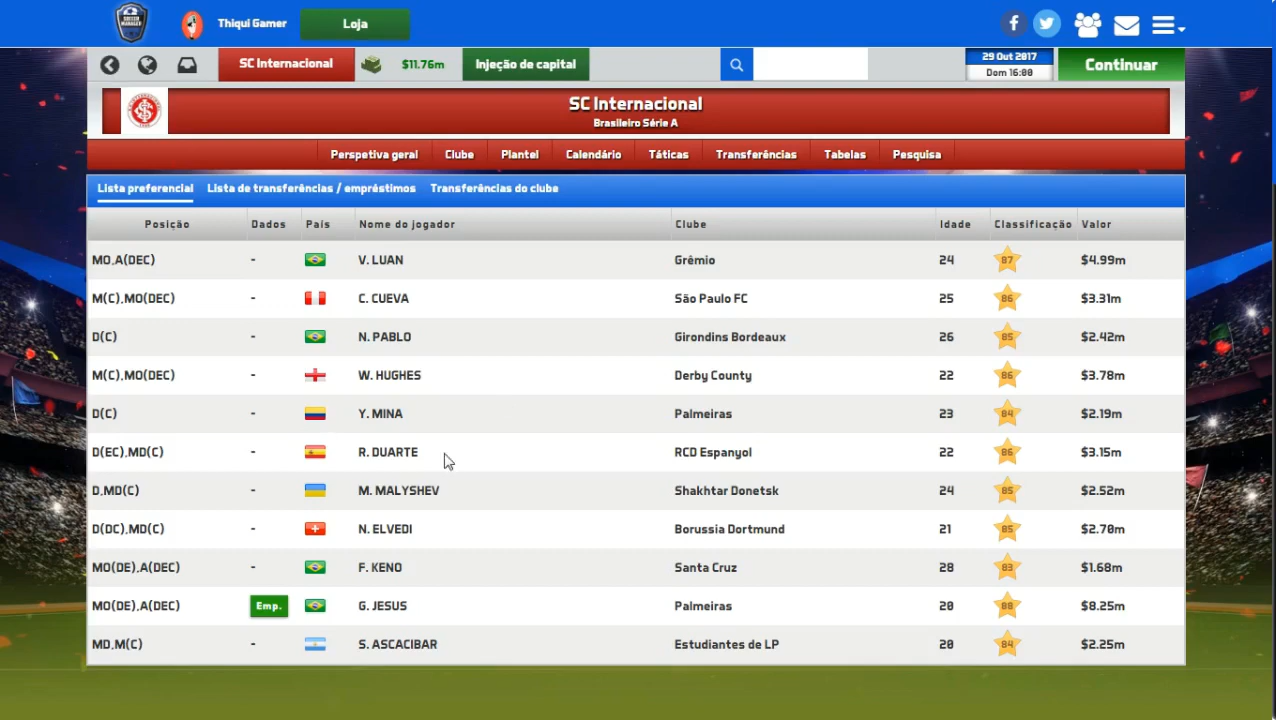 SOCCER MANAGER
Thiqui Gamer
Loja
SC Internacional
$11.76m
Injeção de capital
29 Out 2017
Dom 16:00
Continuar
SC Internacional
Brasileiro Série A
Perspetiva geral Clube Plantel Calendário Táticas Transferências Tabelas Pesquisa
Lista preferencial Lista de transferências / empréstimos Transferências do clube
Posição Dados País Nome do jogador Clube Idade Classificação Valor
MO,A(DEC) - V. LUAN Grêmio 24 87 $4.99m
M(C),MO(DEC) - C. CUEVA São Paulo FC 25 86 $3.31m
D(C) - N. PABLO Girondins Bordeaux 26 85 $2.42m
M(C),MO(DEC) - W. HUGHES Derby County 22 86 $3.78m
D(C) - Y. MINA Palmeiras 23 84 $2.19m
D(EC),MD(C) - R. DUARTE RCD Espanyol 22 86 $3.15m
D,MD(C) - M. MALYSHEV Shakhtar Donetsk 24 85 $2.52m
D(DC),MD(C) - N. ELVEDI Borussia Dortmund 21 85 $2.70m
MO(DE),A(DEC) - F. KENO Santa Cruz 28 83 $1.68m
MO(DE),A(DEC) Emp. G. JESUS Palmeiras 20 88 $8.25m
MD,M(C) - S. ASCACIBAR Estudiantes de LP 20 84 $2.25m